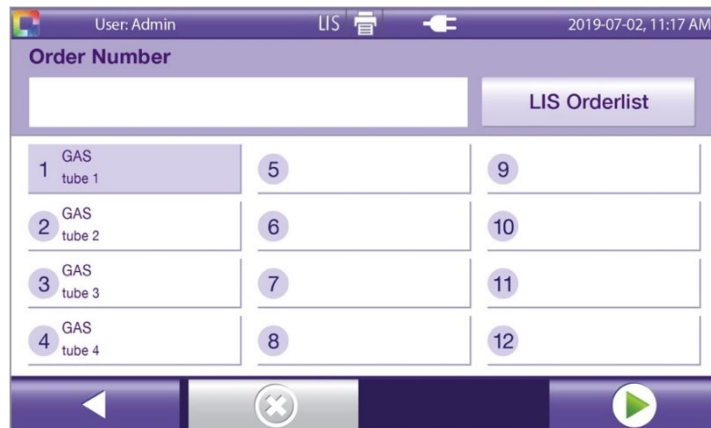 User: Admin LIS 2019-07-02, 11:17 AM
Order Number
LIS Orderlist
1 GAS
tube 1
2 GAS
tube 2
3 GAS
tube 3
4 GAS
tube 4
5
6
7
8
9
10
11
12